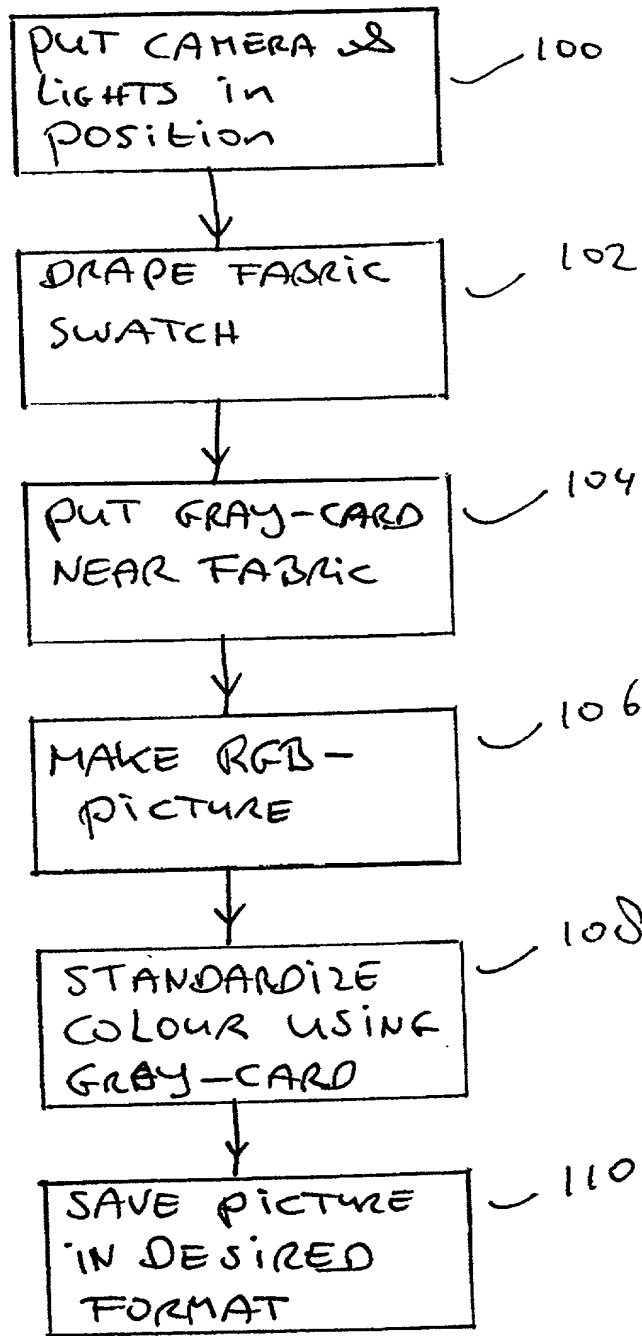 PUT CAMERA &
LIGHTS in
position
100
DRAPE FABRIC
SWATCH
102
PUT GRAY-CARD
NEAR FABRIC
104
MAKE RGB-
PICTURE
106
STANDARDIZE
COLOUR USING
GRAY-CARD
108
SAVE PICTURE
IN DESIRED
FORMAT
110